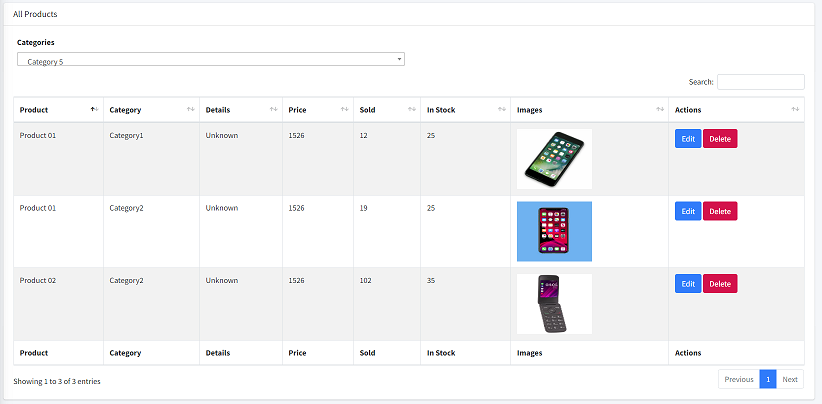 All Products
Categories
Category 5
Search:
Product Category Details Price Sold In Stock Images Actions
Product 01 Category1 Unknown 1526 12 25 Edit Delete
Product 01 Category2 Unknown 1526 19 25 Edit Delete
Product 02 Category2 Unknown 1526 102 35 Edit Delete
Product Category Details Price Sold In Stock Images Actions
Showing 1 to 3 of 3 entries
Previous 1 Next